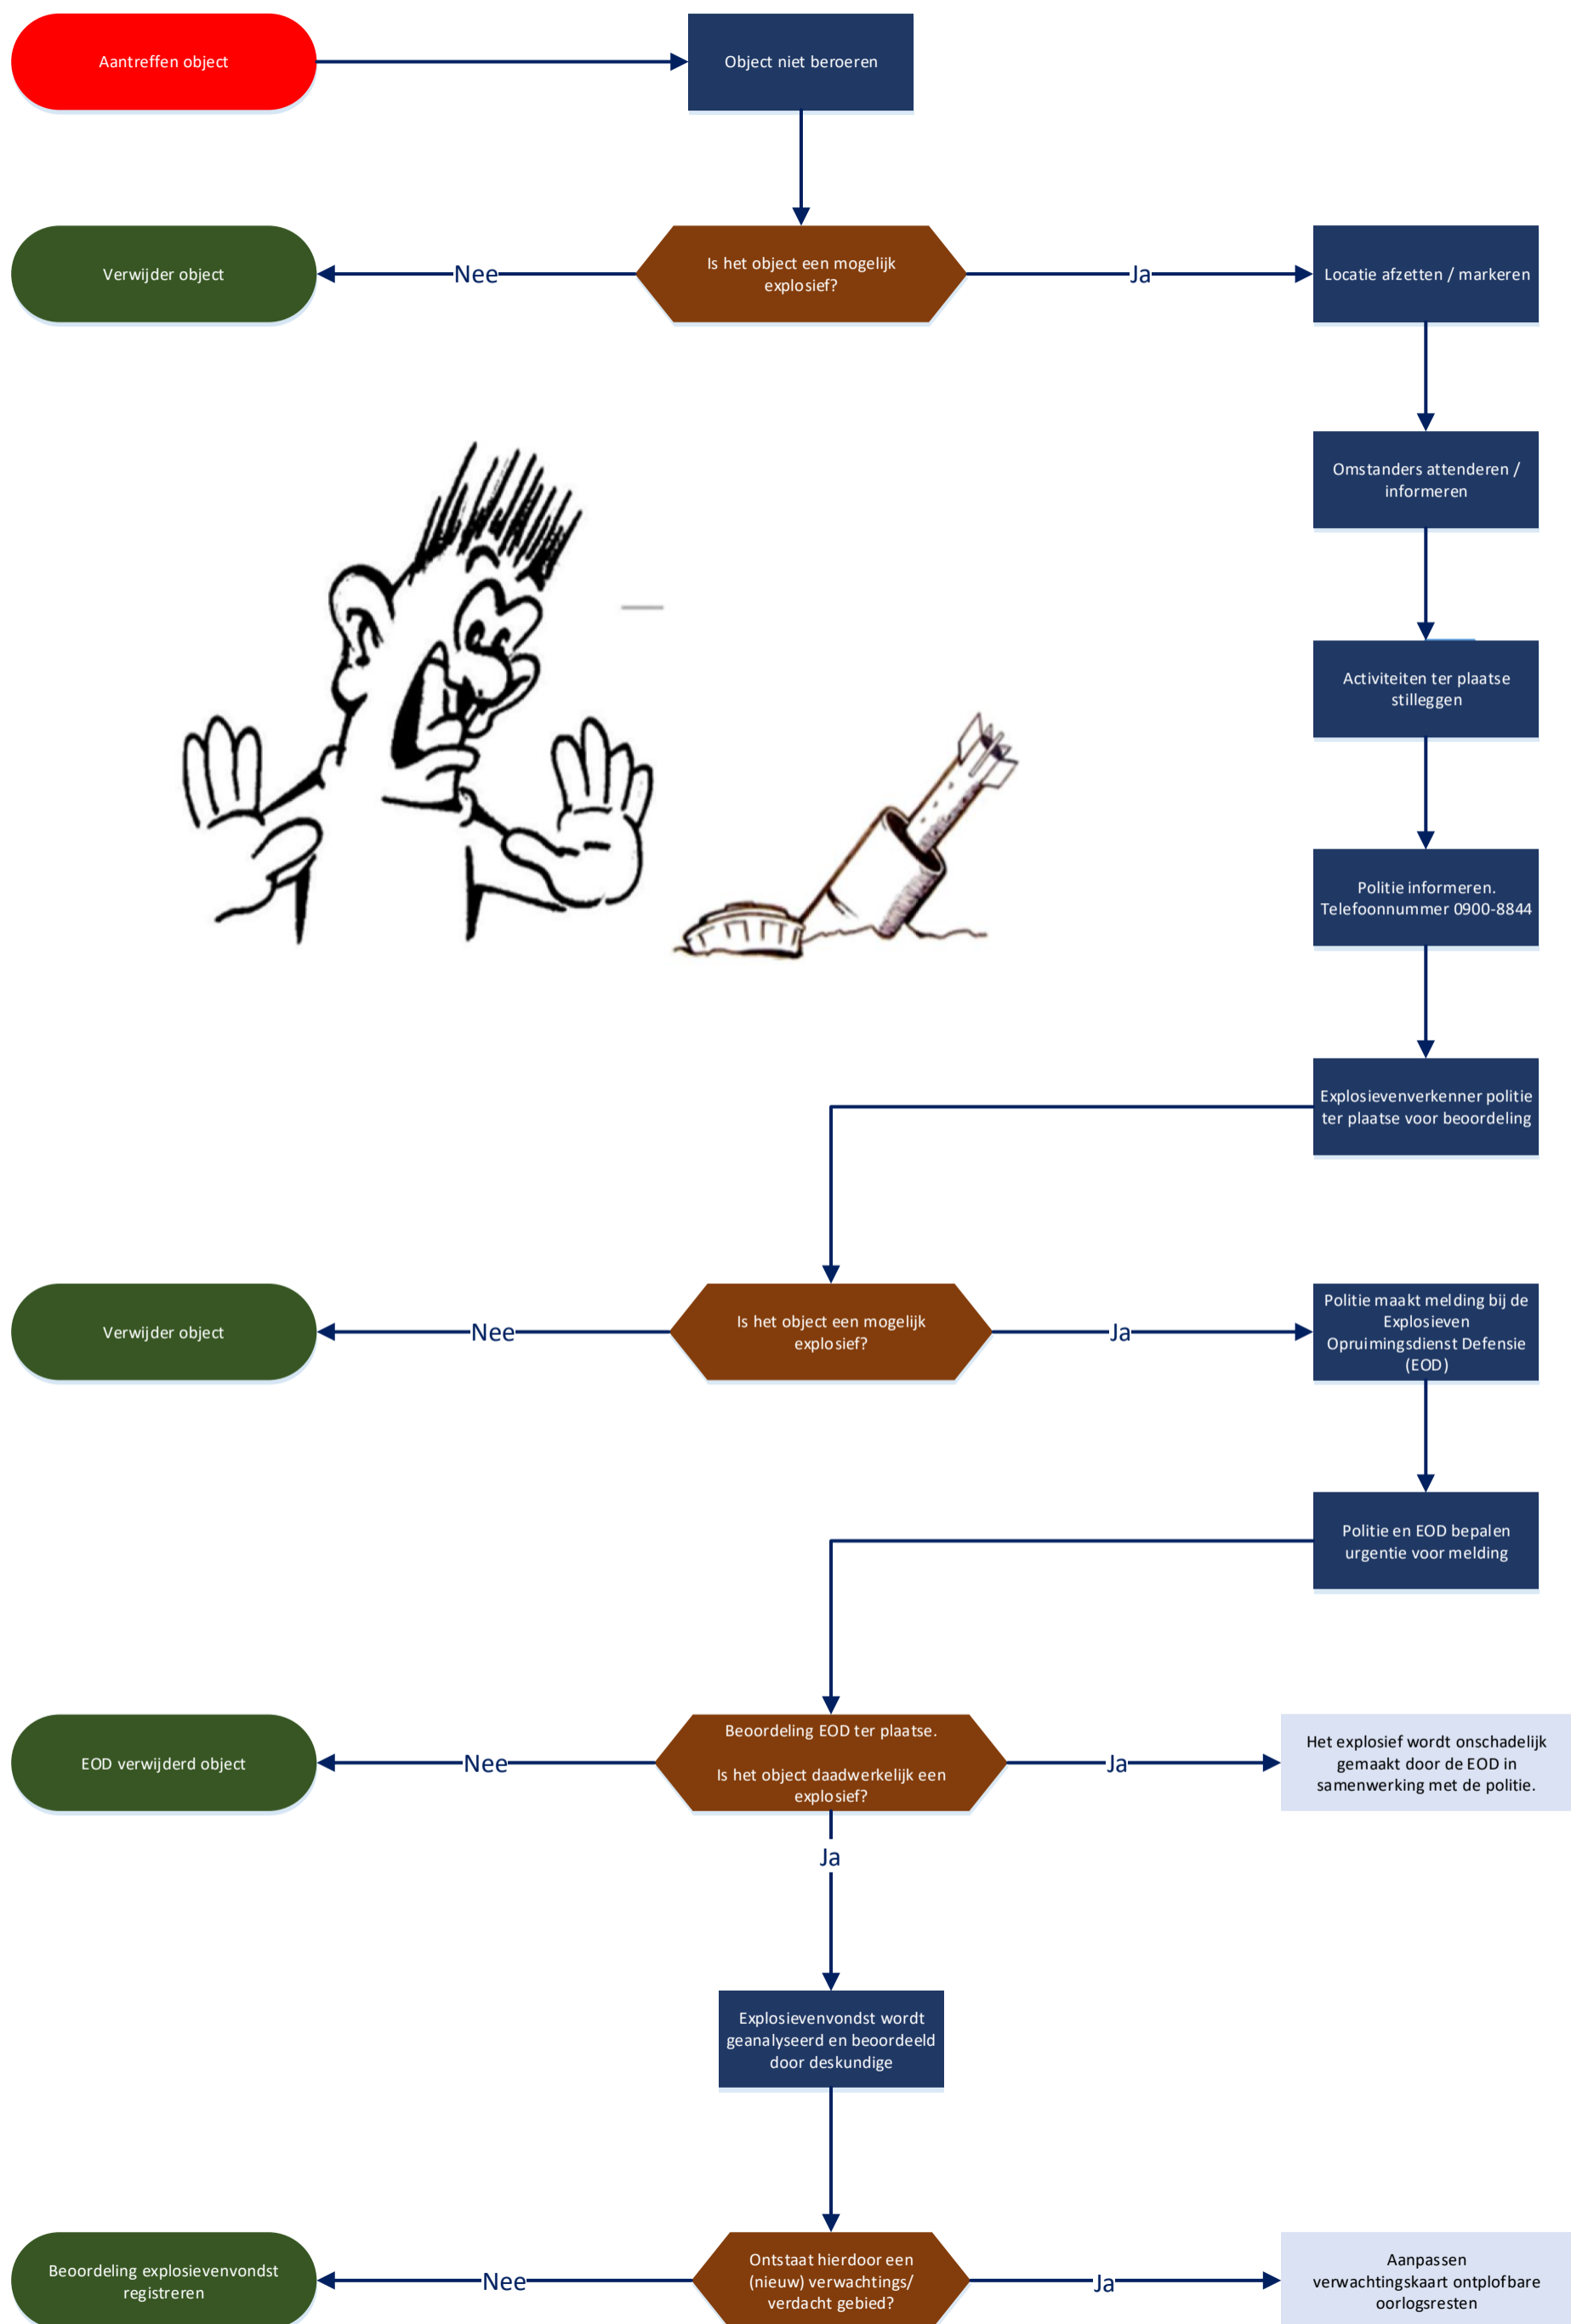 Aantreffen object
Object niet beroeren
Verwijder object
Nee
Is het object een mogelijk
explosief?
Ja
Locatie afzetten / markeren
Omstanders attenderen /
informeren
Activiteiten ter plaatse
stilleggen
Politie informeren.
Telefoonnummer 0900-8844
Explosievenverkenner politie
ter plaatse voor beoordeling
Verwijder object
Nee
Is het object een mogelijk
explosief?
Ja
Politie maakt melding bij de
Explosieven
Opruimingsdienst Defensie
(EOD)
Politie en EOD bepalen
urgentie voor melding
EOD verwijderd object
Nee
Beoordeling EOD ter plaatse.
Is het object daadwerkelijk een
explosief?
Ja
Het explosief wordt onschadelijk
gemaakt door de EOD in
samenwerking met de politie.
Ja
Explosievenvondst wordt
geanalyseerd en beoordeeld
door deskundige
Beoordeling explosievenvondst
registreren
Nee
Ontstaat hierdoor een
(nieuw) verwachtings/
verdacht gebied?
Ja
Aanpassen
verwachtingskaart ontplofbare
oorlogsresten